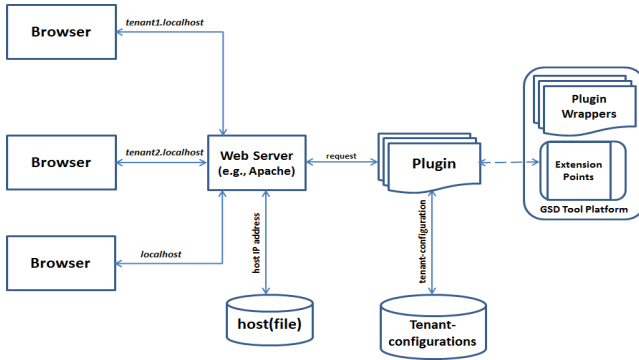 Browser
tenant1.localhost
Browser
tenant2.localhost
Web Server
(e.g., Apache)
request
Plugin
Plugin
Wrappers
Extension
Points
GSD Tool Platform
Browser
localhost
host IP address
tenant-configuration
host(file)
Tenant-
configurations